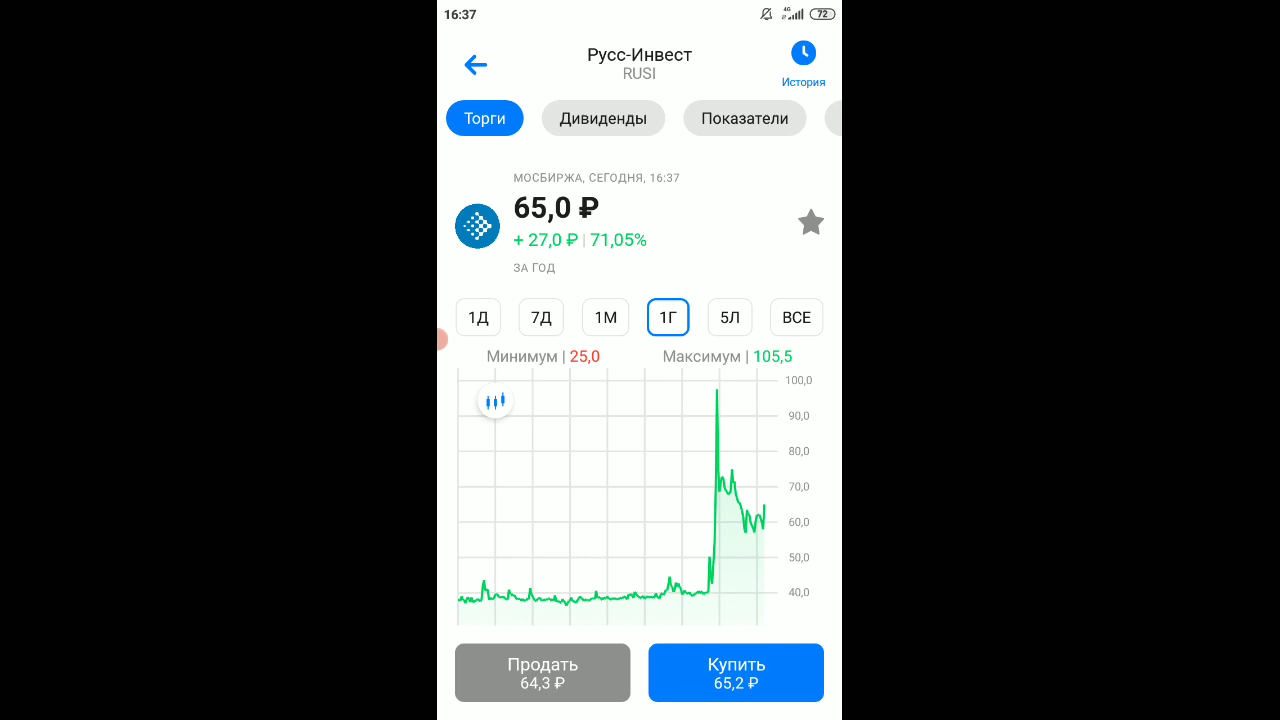 16:37
4G
72
Русс-Инвест
RUSI
История
Торги
Дивиденды
Показатели
МОСБИРЖА, СЕГОДНЯ, 16:37
65,0 ₽
+ 27,0 ₽ | 71,05%
ЗА ГОД
1Д
7Д
1М
1Г
5Л
ВСЕ
Минимум | 25,0
Максимум | 105,5
100,0
90,0
80,0
70,0
60,0
50,0
40,0
Продать
64,3 ₽
Купить
65,2 ₽